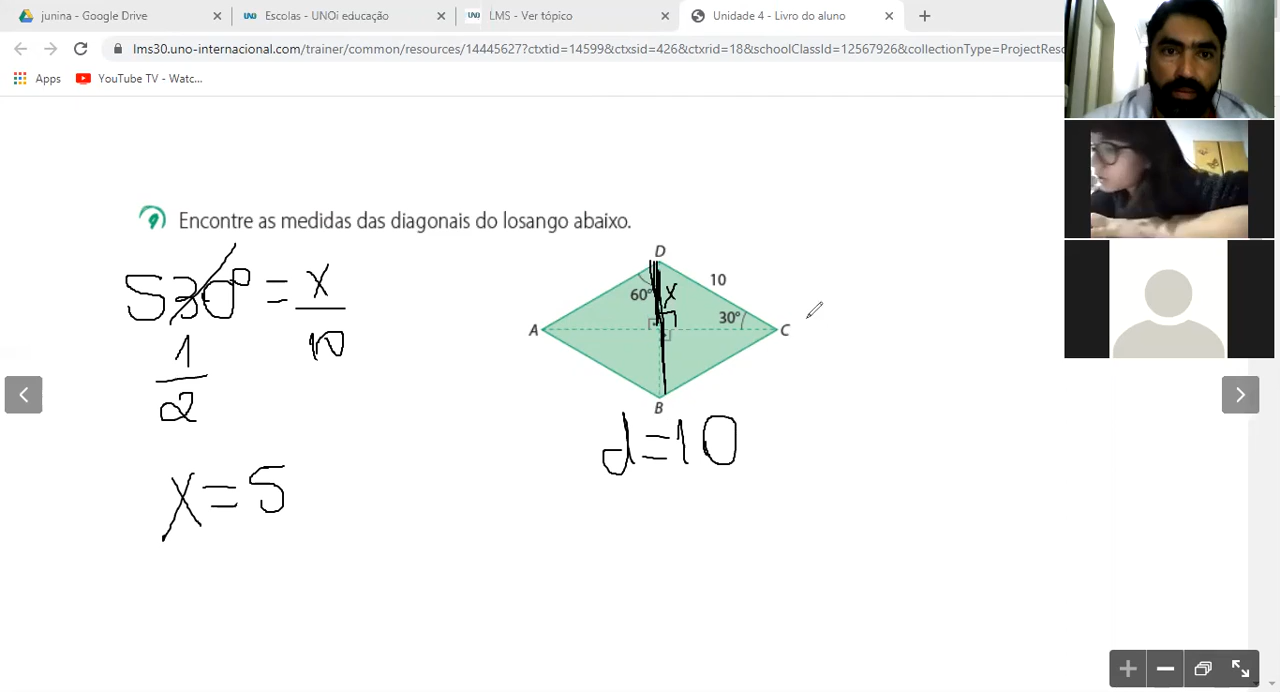 junina - Google Drive
Escolas - UNOi educação
LMS - Ver tópico
Unidade 4 - Livro do aluno
lms30.uno-internacional.com/trainer/common/resources/14445627?ctxtid=14599&ctxsid=426&ctxrid=18&schoolClassId=12567926&collectionType=ProjectReso
Apps
YouTube TV - Watc...
9 Encontre as medidas das diagonais do losango abaixo.
S30° = x
10
1
2
x = 5
D
10
60°
x
30°
A
C
B
d=10